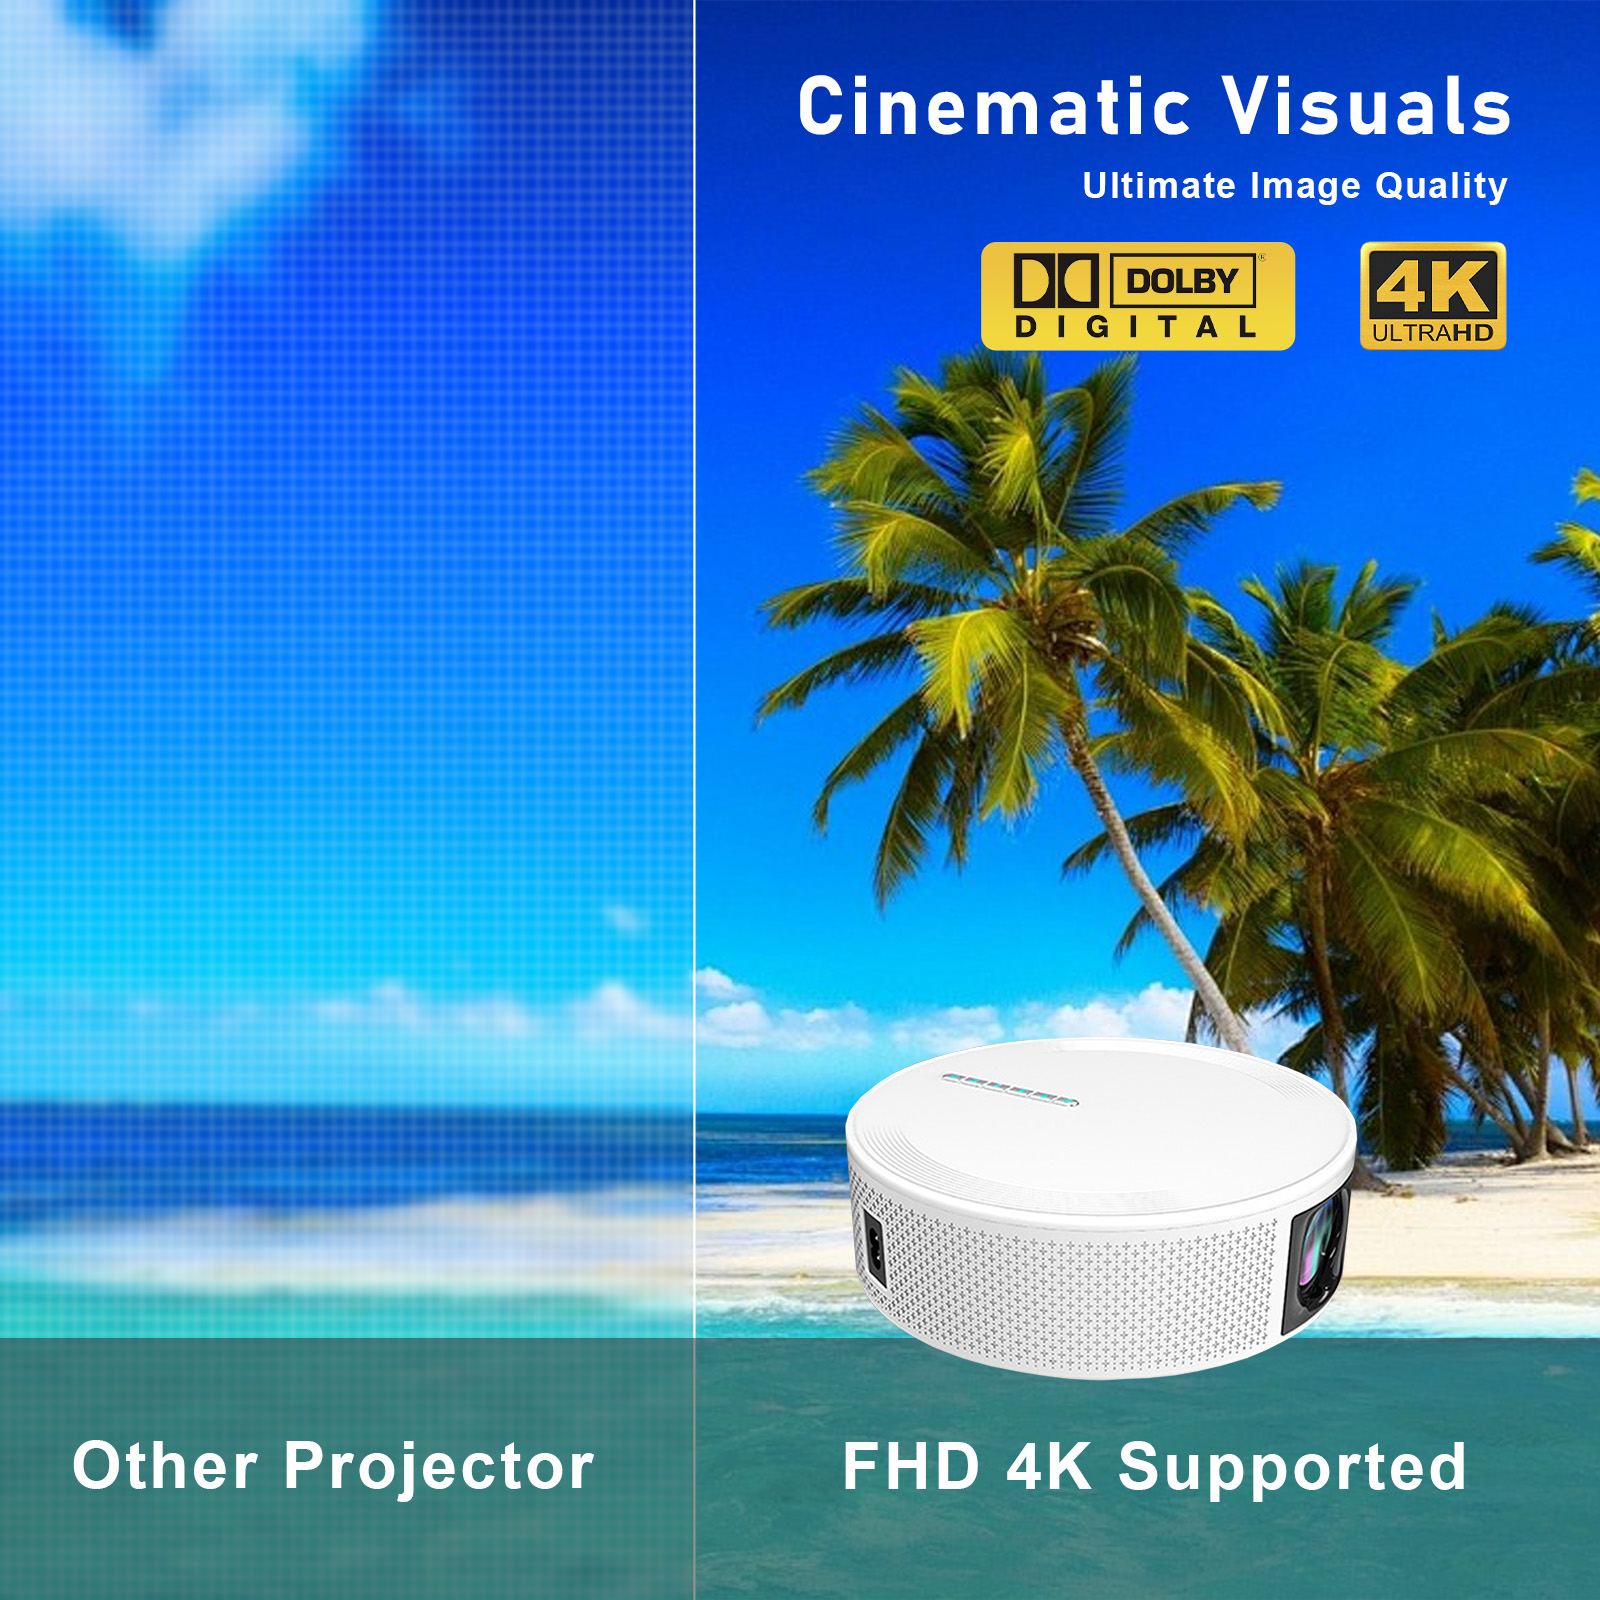 Cinematic Visuals
Ultimate Image Quality
DOLBY ®
DIGITAL
4K
ULTRAHD
Other Projector
FHD 4K Supported